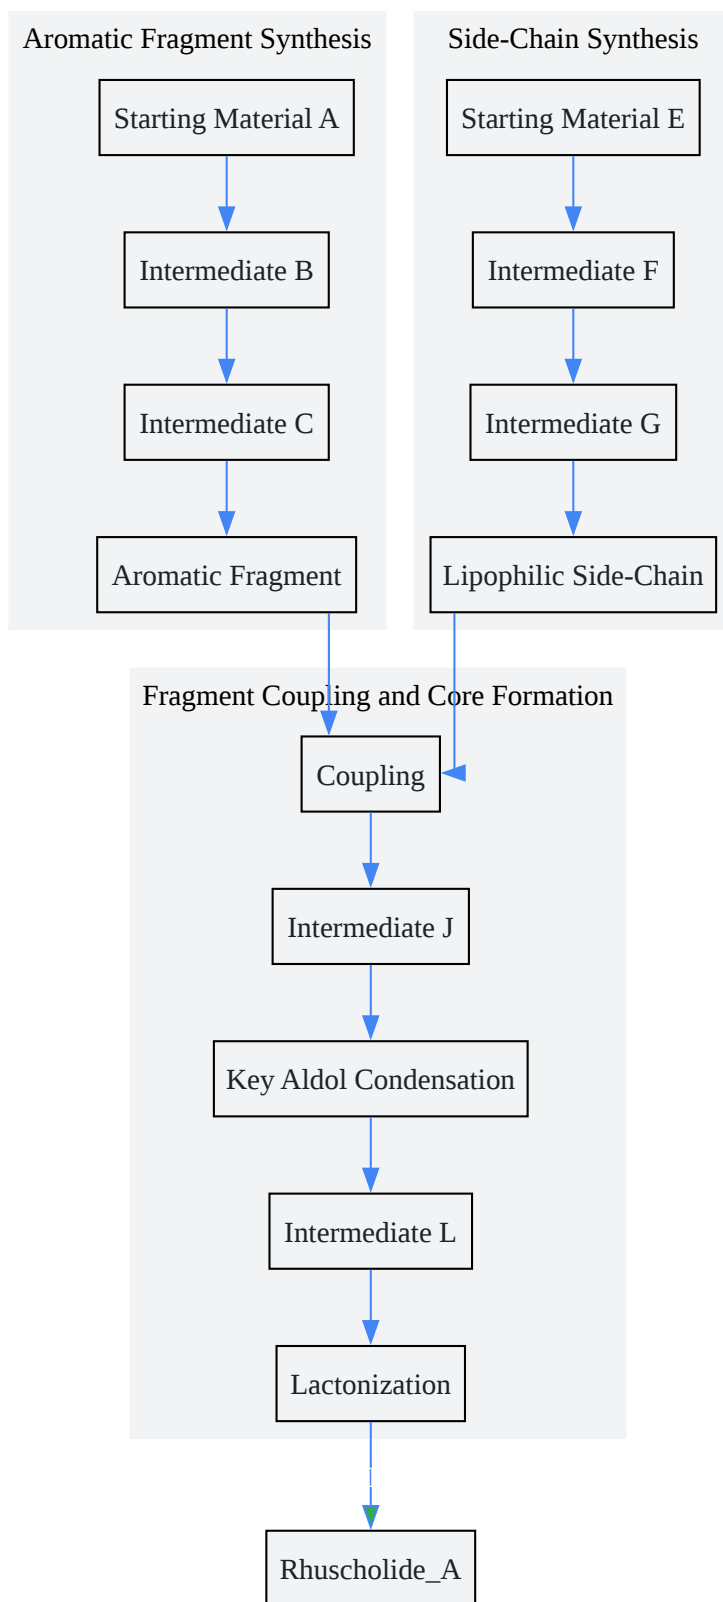 Aromatic Fragment Synthesis
Starting Material A
Intermediate B
Intermediate C
Aromatic Fragment
Side-Chain Synthesis
Starting Material E
Intermediate F
Intermediate G
Lipophilic Side-Chain
Fragment Coupling and Core Formation
Coupling
Intermediate J
Key Aldol Condensation
Intermediate L
Lactonization
Rhuscholide_A